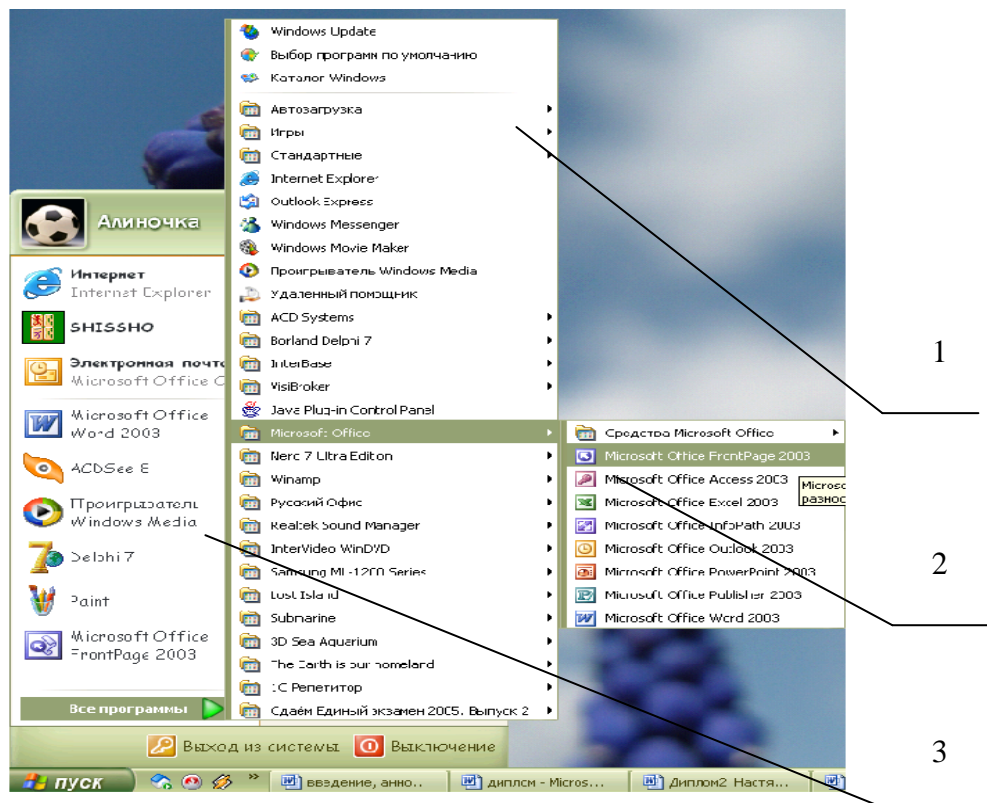 Windows Update
Выбор программ по умолчанию
Каталог Windows
Автозагрузка
Игры
Стандартные
Internet Explorer
Outlook Express
Windows Messenger
Windows Movie Maker
Проигрыватель Windows Media
Удаленный помощник
ACD Systems
Borland Delphi 7
InterBase
VisiBroker
Java Plug-in Control Panel
Microsoft Office
Nero 7 Ultra Edition
Winamp
Русский Офис
Realtek Sound Manager
InterVideo WinDVD
Samsung ML-1200 Series
Lost Island
Submarine
3D Sea Aquarium
The Earth is our homeland
1С Репетитор
Сдаём Единый экзамен 2005. Выпуск 2
Алиночка
Интернет
Internet Explorer
SHISSHO
Электронная почта
Microsoft Office O
Microsoft Office
Word 2003
ACDSee
Проигрыватель
Windows Media
Delphi 7
Paint
Microsoft Office
FrontPage 2003
Все программы
Средства Microsoft Office
Microsoft Office FrontPage 2003
Microsoft Office Access 2003
Microsoft Office Excel 2003
Microsoft Office InfoPath 2003
Microsoft Office Outlook 2003
Microsoft Office PowerPoint 2003
Microsoft Office Publisher 2003
Microsoft Office Word 2003
Microsc
разнос
Выход из системы
Выключение
пуск
»
введение, анно..
диплом - Micros...
Диплом2 Настя...
1
2
3